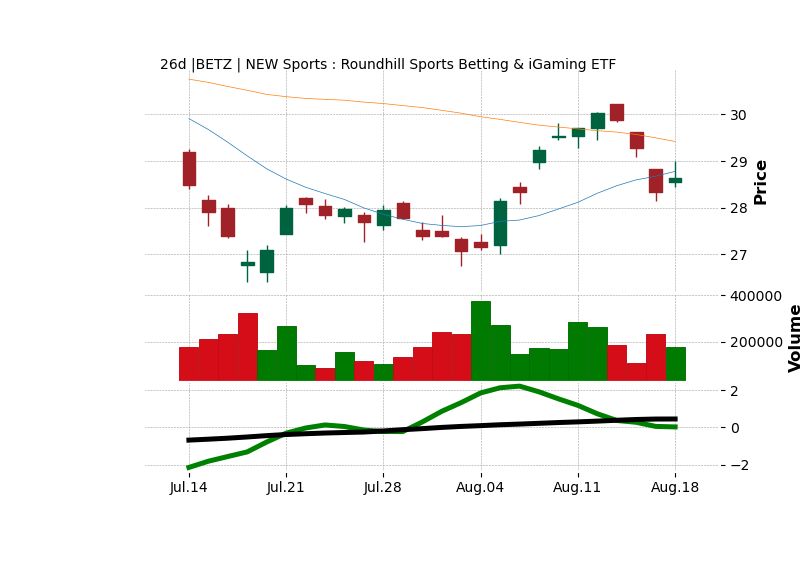 26d |BETZ | NEW Sports : Roundhill Sports Betting & iGaming ETF
30
29
28
27
Price
400000
200000
Volume
2
0
−2
Jul.14 Jul.21 Jul.28 Aug.04 Aug.11 Aug.18